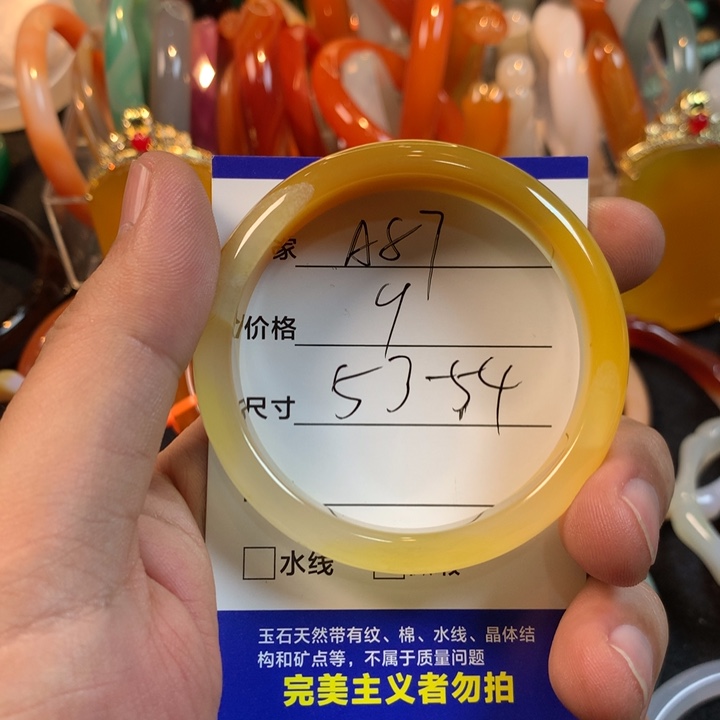 家 A87
价格 9
尺寸 53-54
水线
玉石天然带有纹、棉、水线、晶体结
构和矿点等，不属于质量问题
完美主义者勿拍